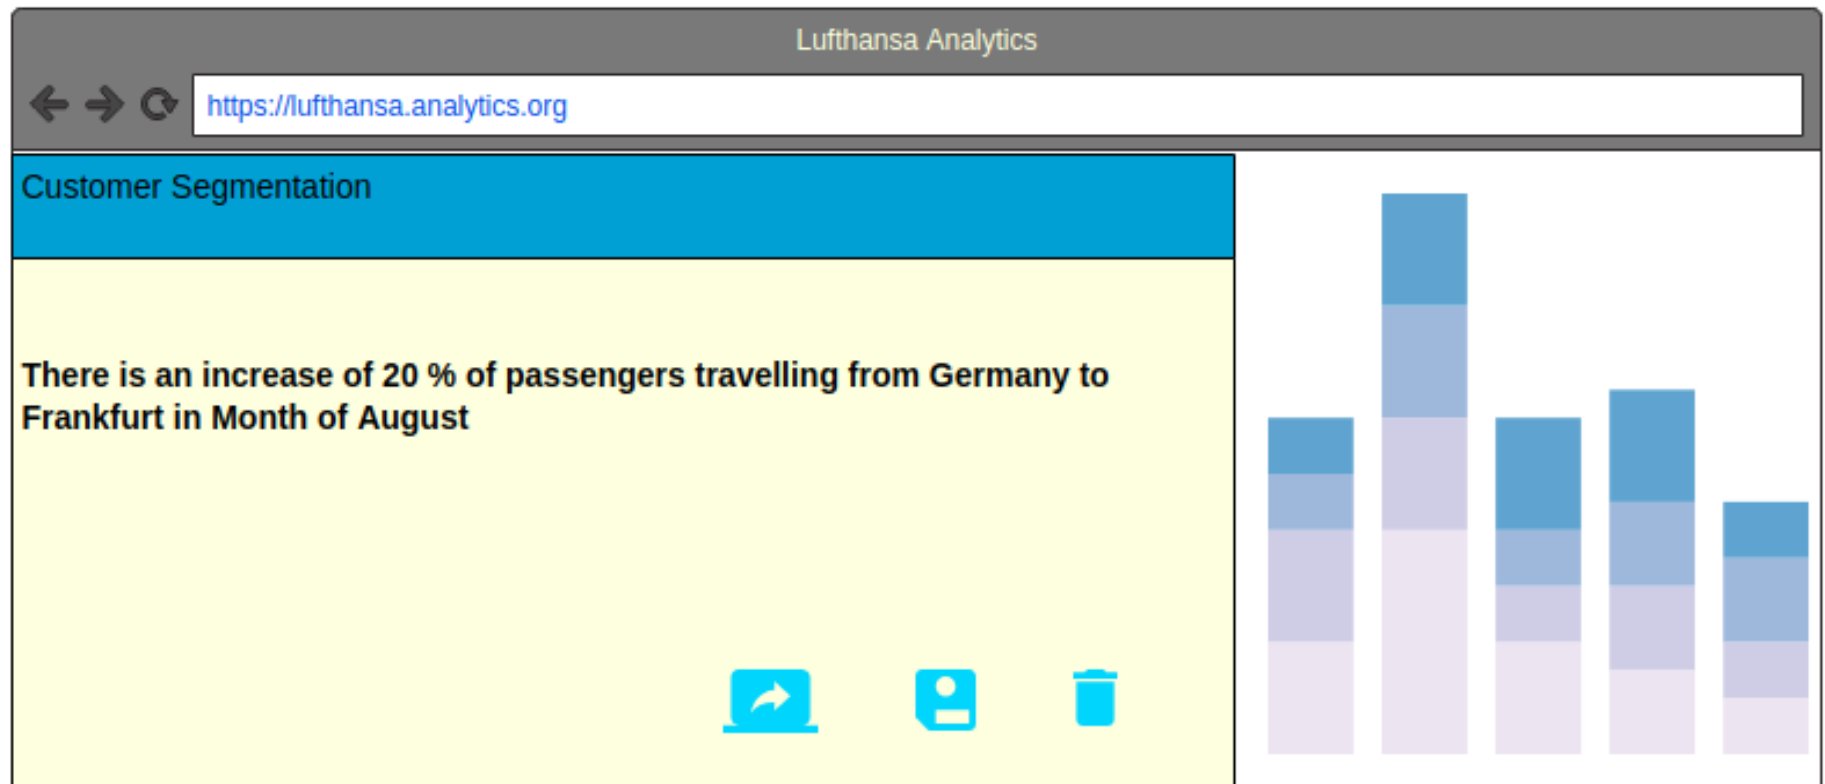 Lufthansa Analytics
https://lufthansa.analytics.org
Customer Segmentation
There is an increase of 20 % of passengers travelling from Germany to
Frankfurt in Month of August